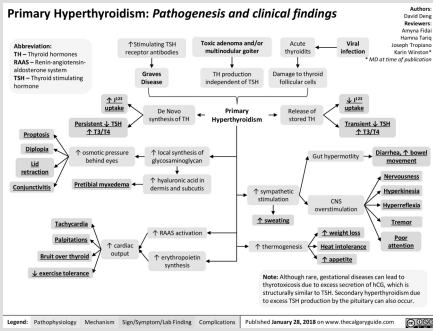 Primary Hyperthyroidism: Pathogenesis and clinical findings
Authors:
David Deng
Reviewers:
Amyna Fidai
Hamna Tariq
Joseph Tropiano
Karin Winston*
* MD at time of publication
Abbreviation:
TH – Thyroid hormones
RAAS – Renin-angiotensin-
aldosterone system
TSH – Thyroid stimulating
hormone
↑Stimulating TSH
receptor antibodies
Toxic adenoma and/or
multinodular goiter
Acute
thyroidits
Viral
infection
Graves
Disease
TH production
independent of TSH
Damage to thyroid
follicular cells
↑ I¹²³
uptake
De Novo
synthesis of TH
Primary
Hyperthyroidism
Release of
stored TH
↓ I¹²³
uptake
Persistent ↓ TSH
↑ T3/T4
Transient ↓ TSH
↑ T3/T4
Proptosis
Diplopia
Lid
retraction
Conjunctivitis
↑ osmotic pressure
behind eyes
↑ local synthesis of
glycosaminoglycan
Pretibial myxedema
↑ hyaluronic acid in
dermis and subcutis
Gut hypermotility
Diarrhea, ↑ bowel
movement
↑ sympathetic
stimulation
↑ sweating
CNS
overstimulation
Nervousness
Hyperkinesia
Hyperreflexia
Tremor
Poor
attention
Tachycardia
Palpitations
Bruit over thyroid
↓ exercise tolerance
↑ cardiac
output
↑ RAAS activation
↑ erythropoietin
synthesis
↑ thermogenesis
↑ weight loss
Heat intolerance
↑ appetite
Note: Although rare, gestational diseases can lead to
thyrotoxicosis due to excess secretion of hCG, which is
structurally similar to TSH. Secondary hyperthyroidism due
to excess TSH production by the pituitary can also occur.
Legend: Pathophysiology Mechanism Sign/Symptom/Lab Finding Complications Published January 28, 2018 on www.thecalgaryguide.com